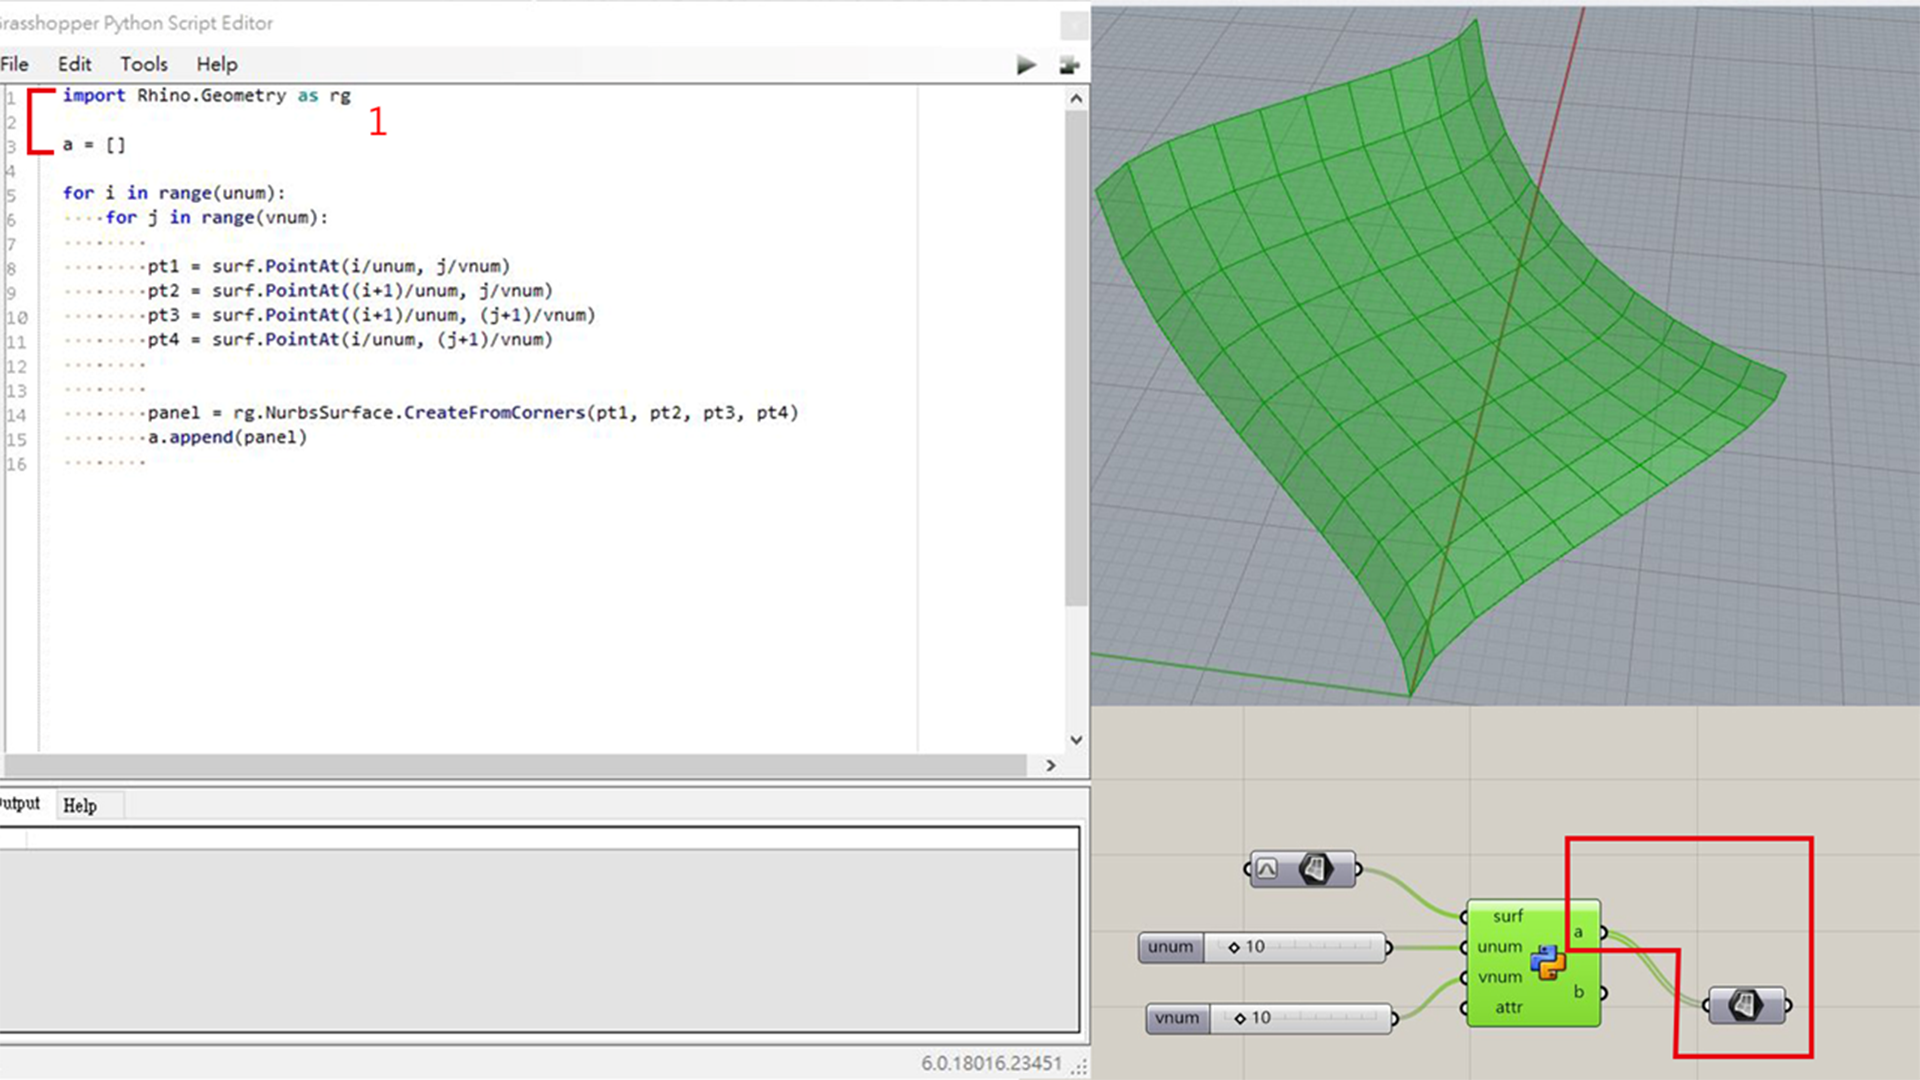 rasshopper Python Script Editor
File Edit Tools Help
1 import Rhino.Geometry as rg
1
2
3 a = []
4
5 for i in range(unum):
6 for j in range(vnum):
7
8 pt1 = surf.PointAt(i/unum, j/vnum)
9 pt2 = surf.PointAt((i+1)/unum, j/vnum)
10 pt3 = surf.PointAt((i+1)/unum, (j+1)/vnum)
11 pt4 = surf.PointAt(i/unum, (j+1)/vnum)
12
13
14 panel = rg.NurbsSurface.CreateFromCorners(pt1, pt2, pt3, pt4)
15 a.append(panel)
16
utput Help
6.0.18016.23451
surf
unum
vnum
attr
a
b
unum 10
vnum 10